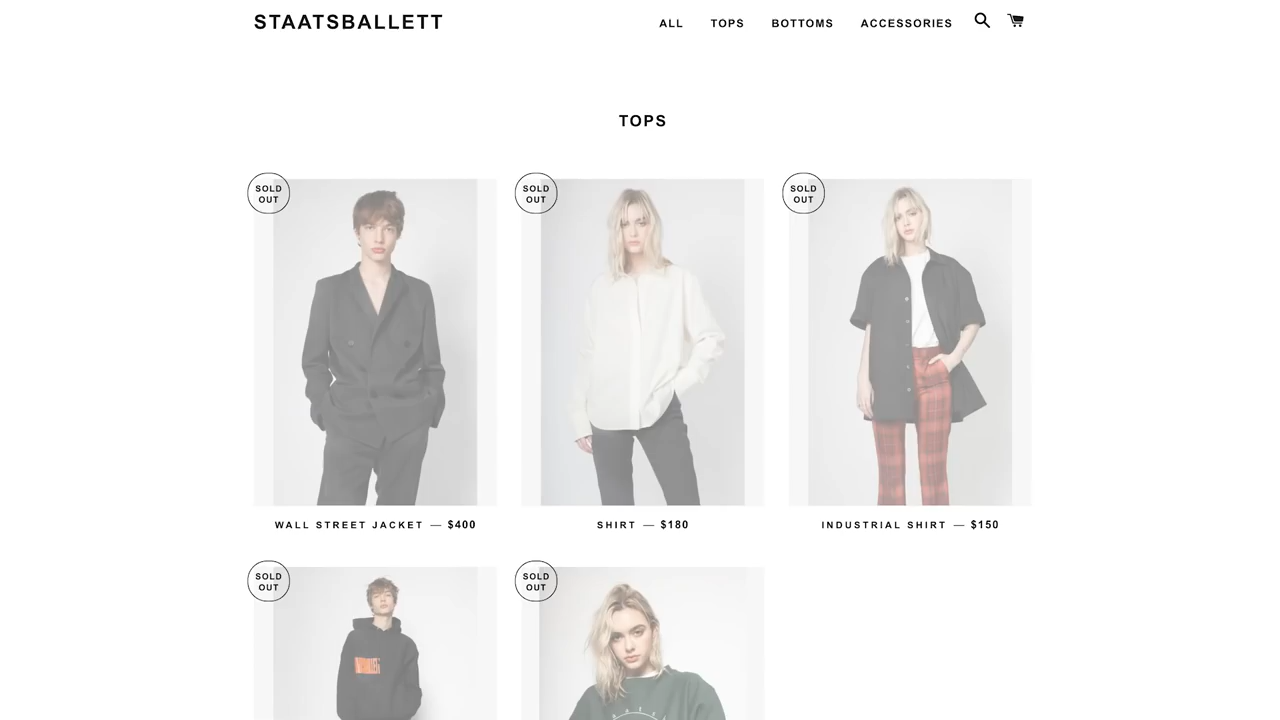 STAATSBALLETT
ALL TOPS BOTTOMS ACCESSORIES
TOPS
SOLD
OUT
SOLD
OUT
SOLD
OUT
WALL STREET JACKET — $400
SHIRT — $180
INDUSTRIAL SHIRT — $150
SOLD
OUT
SOLD
OUT